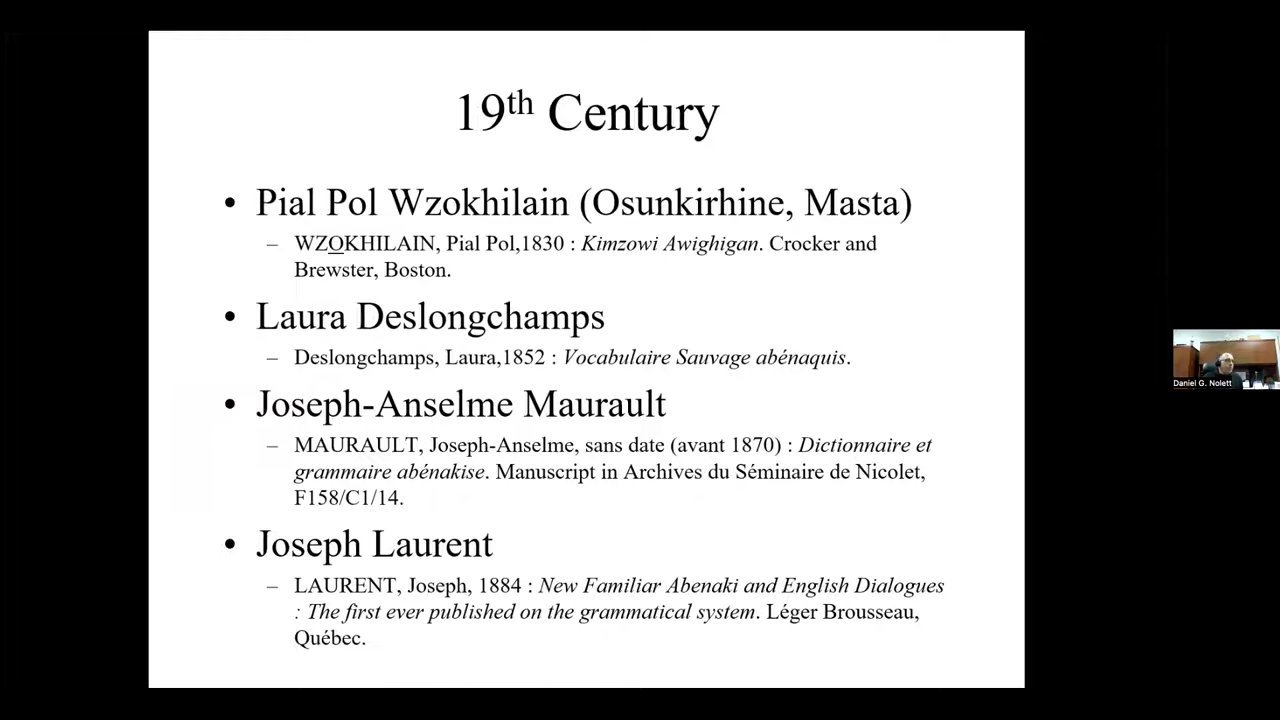 19th Century
• Pial Pol Wzokhilain (Osunkirhine, Masta)
– WZOKHILAIN, Pial Pol,1830 : Kimzowi Awighigan. Crocker and
Brewster, Boston.
• Laura Deslongchamps
– Deslongchamps, Laura,1852 : Vocabulaire Sauvage abénaquis.
• Joseph-Anselme Maurault
– MAURAULT, Joseph-Anselme, sans date (avant 1870) : Dictionnaire et
grammaire abénakise. Manuscript in Archives du Séminaire de Nicolet,
F158/C1/14.
• Joseph Laurent
– LAURENT, Joseph, 1884 : New Familiar Abenaki and English Dialogues
: The first ever published on the grammatical system. Léger Brousseau,
Québec.
Daniel G. Nolett